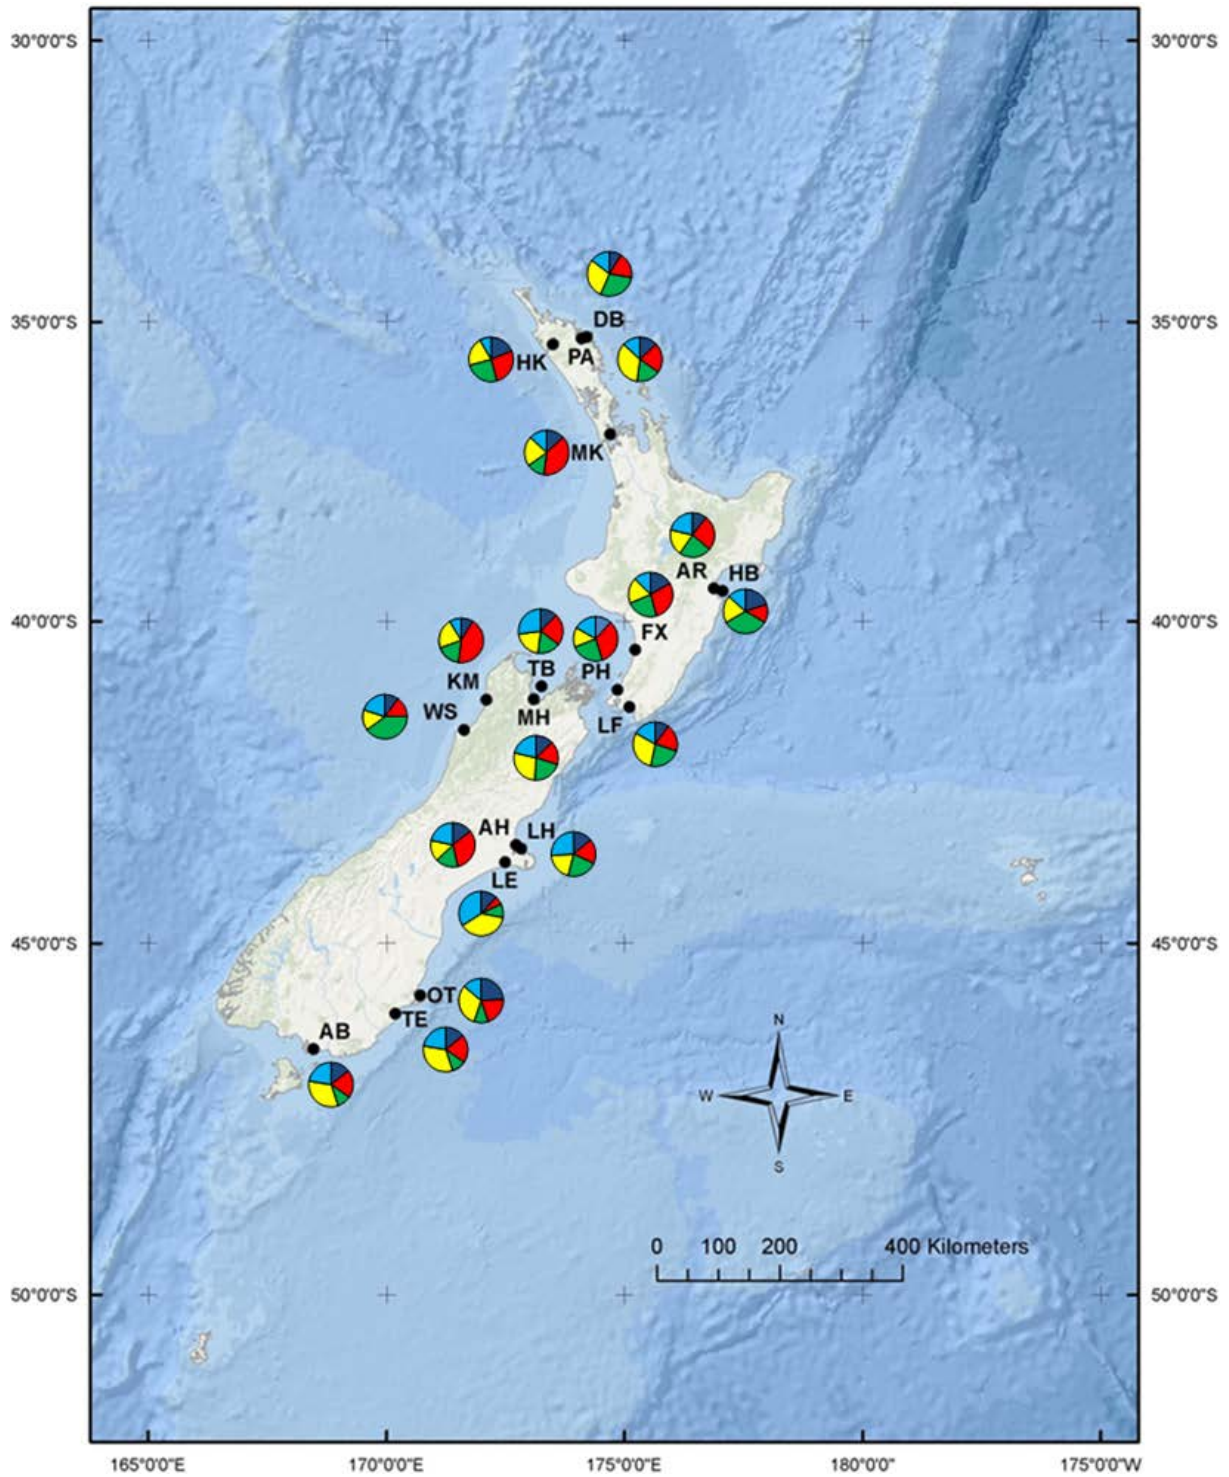 30°0'0"S 30°0'0"S
35°0'0"S DB 35°0'0"S
HK PA
MK
AR HB
40°0'0"S FX 40°0'0"S
KM TB PH
WS MH LF
AH LH
LE
45°0'0"S 45°0'0"S
OT
TE
AB
N
W E
S
0 100 200 400 Kilometers
50°0'0"S 50°0'0"S
165°0'0"E 170°0'0"E 175°0'0"E 180°0'0" 175°0'0"W